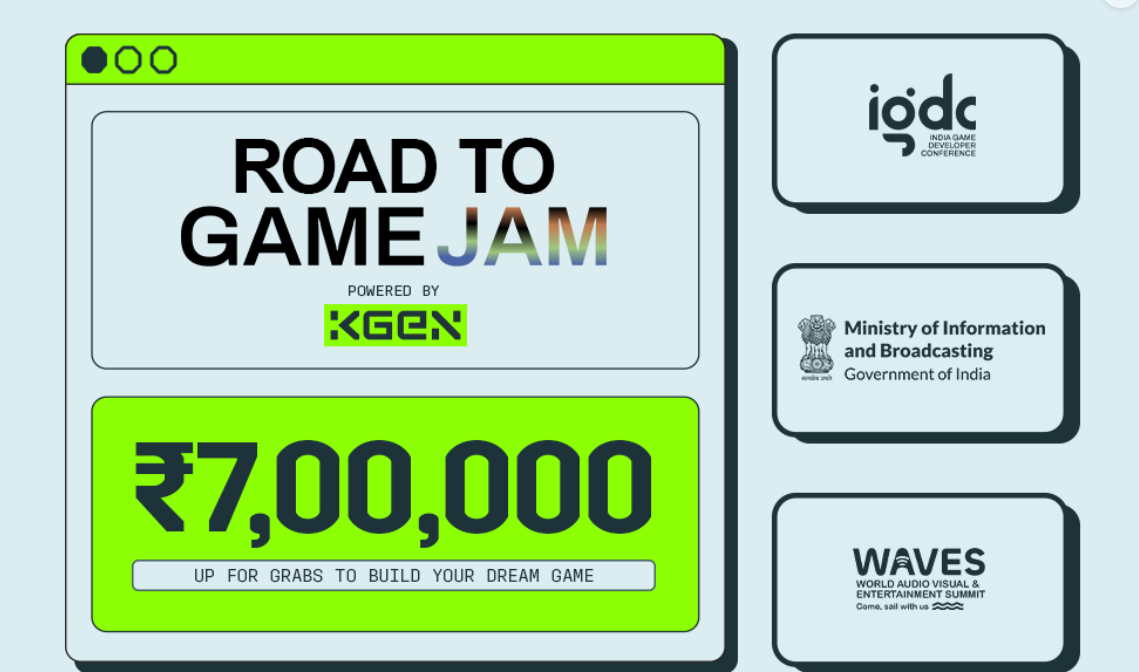 ROAD TO
GAME JAM
POWERED BY
KGEN
₹7,00,000
UP FOR GRABS TO BUILD YOUR DREAM GAME
igdc
INDIA GAME
DEVELOPER
CONFERENCE
Ministry of Information
and Broadcasting
Government of India
WAVES
WORLD AUDIO VISUAL &
ENTERTAINMENT SUMMIT
Come, sail with us